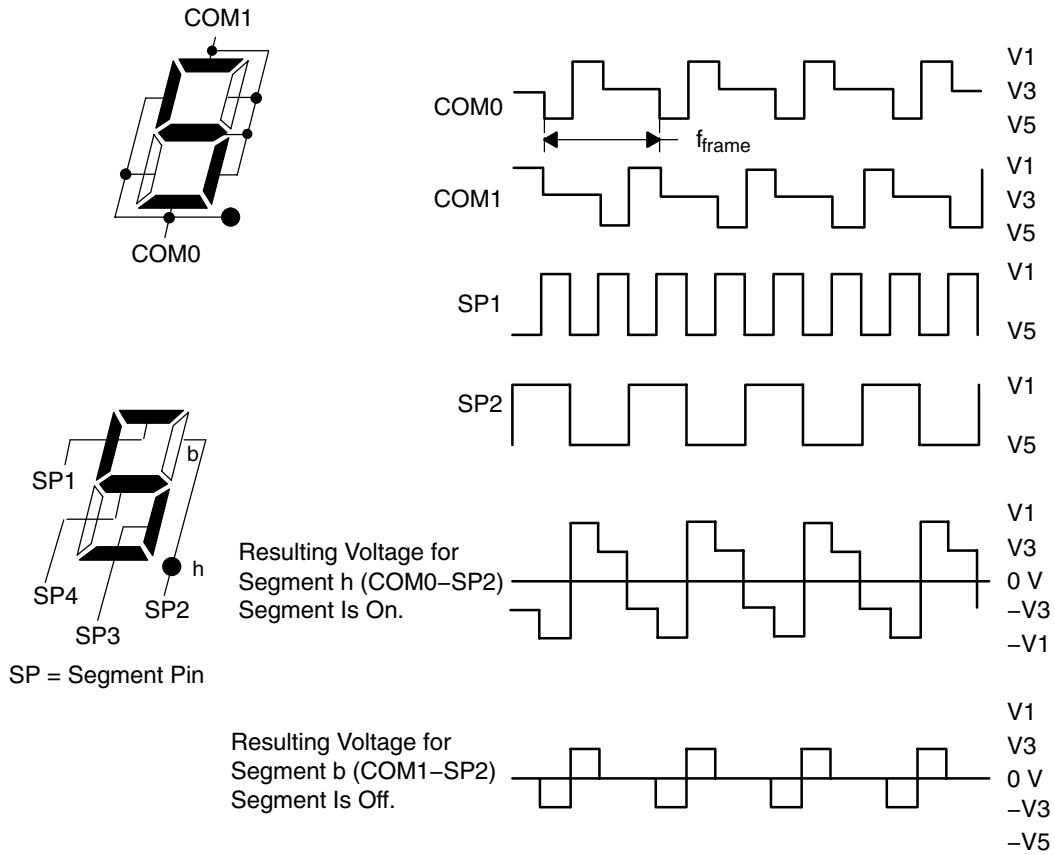 COM1
COM0
COM0
V1
V3
V5
f_frame
COM1
V1
V3
V5
SP1
V1
V5
SP2
V1
V5
b
SP1
h
SP4
SP2
SP3
SP = Segment Pin
Resulting Voltage for
Segment h (COM0−SP2)
Segment Is On.
V1
V3
0 V
−V3
−V1
Resulting Voltage for
Segment b (COM1−SP2)
Segment Is Off.
V1
V3
0 V
−V3
−V5